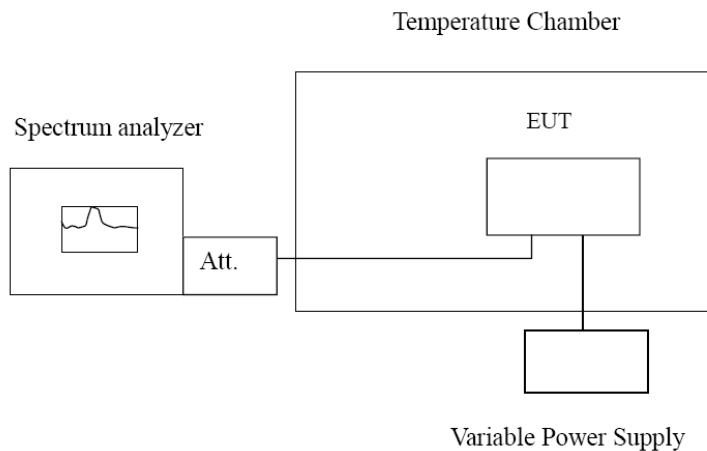 Temperature Chamber
Spectrum analyzer
EUT
Att.
Variable Power Supply